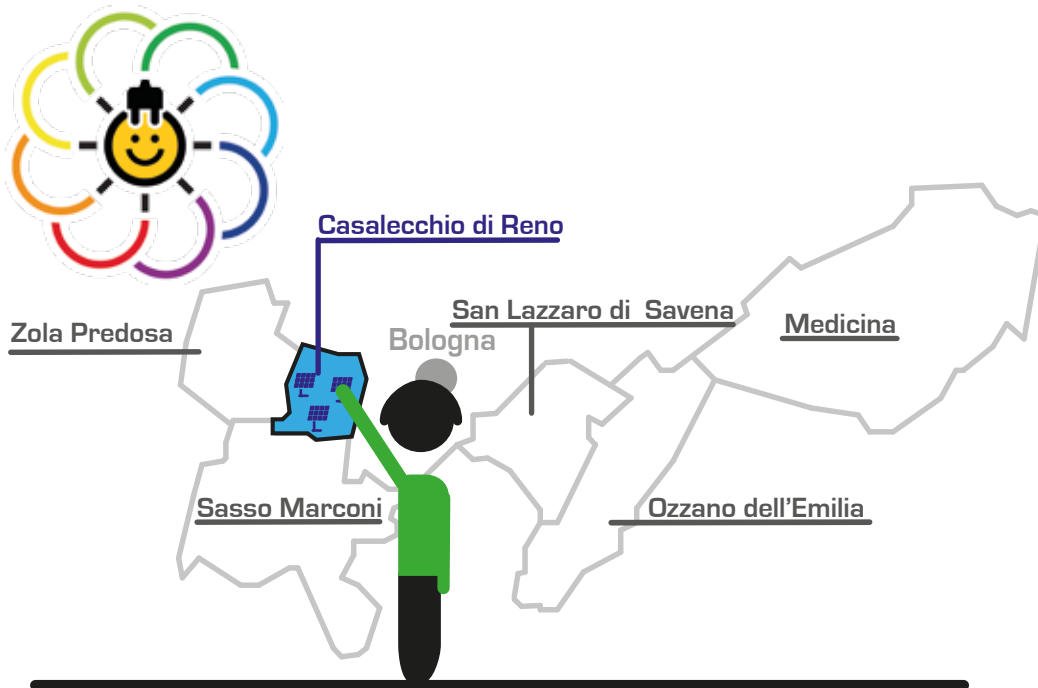 Casalecchio di Reno
San Lazzaro di Savena
Medicina
Zola Predosa
Bologna
Sasso Marconi
Ozzano dell'Emilia